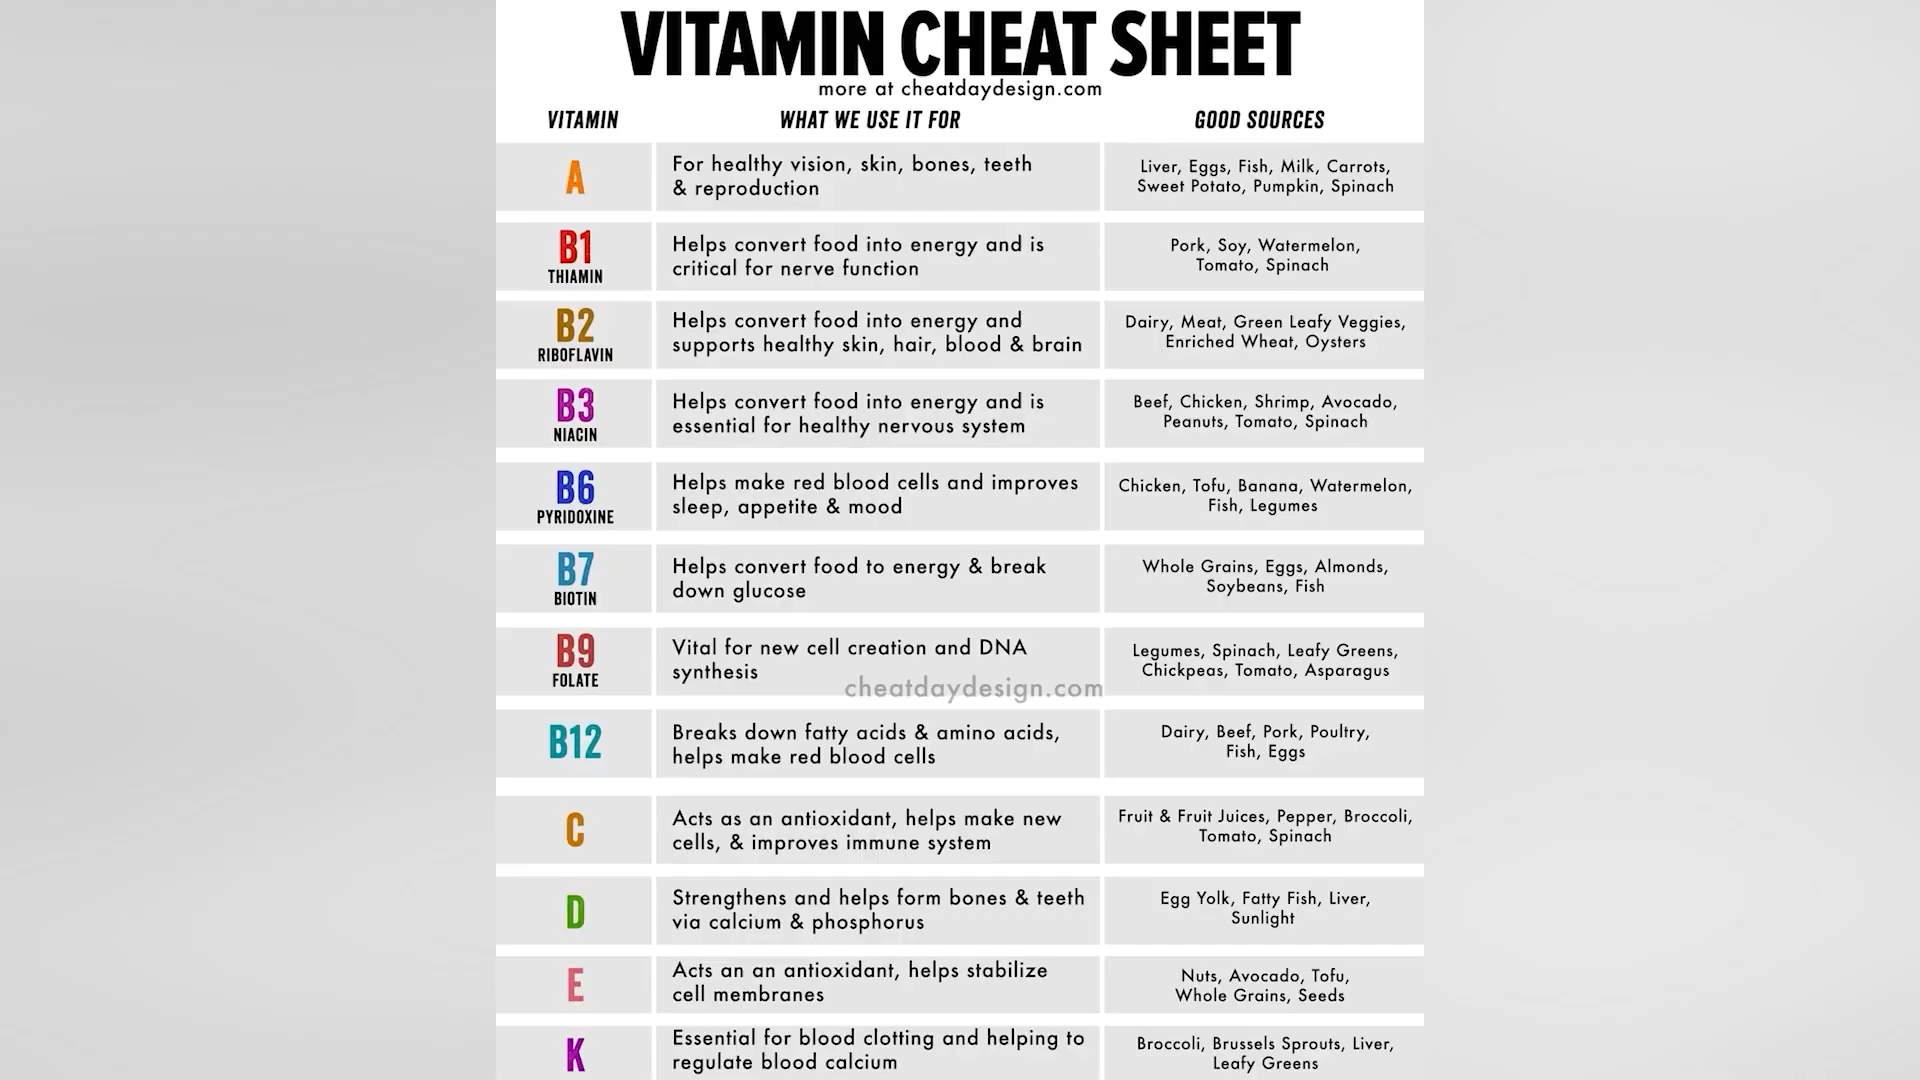 VITAMIN CHEAT SHEET
more at cheatdaydesign.com
VITAMIN WHAT WE USE IT FOR GOOD SOURCES
A
For healthy vision, skin, bones, teeth
& reproduction
Liver, Eggs, Fish, Milk, Carrots,
Sweet Potato, Pumpkin, Spinach
B1
THIAMIN
Helps convert food into energy and is
critical for nerve function
Pork, Soy, Watermelon,
Tomato, Spinach
B2
RIBOFLAVIN
Helps convert food into energy and
supports healthy skin, hair, blood & brain
Dairy, Meat, Green Leafy Veggies,
Enriched Wheat, Oysters
B3
NIACIN
Helps convert food into energy and is
essential for healthy nervous system
Beef, Chicken, Shrimp, Avocado,
Peanuts, Tomato, Spinach
B6
PYRIDOXINE
Helps make red blood cells and improves
sleep, appetite & mood
Chicken, Tofu, Banana, Watermelon,
Fish, Legumes
B7
BIOTIN
Helps convert food to energy & break
down glucose
Whole Grains, Eggs, Almonds,
Soybeans, Fish
B9
FOLATE
Vital for new cell creation and DNA
synthesis
cheatdaydesign.com
Legumes, Spinach, Leafy Greens,
Chickpeas, Tomato, Asparagus
B12
Breaks down fatty acids & amino acids,
helps make red blood cells
Dairy, Beef, Pork, Poultry,
Fish, Eggs
C
Acts as an antioxidant, helps make new
cells, & improves immune system
Fruit & Fruit Juices, Pepper, Broccoli,
Tomato, Spinach
D
Strengthens and helps form bones & teeth
via calcium & phosphorus
Egg Yolk, Fatty Fish, Liver,
Sunlight
E
Acts an an antioxidant, helps stabilize
cell membranes
Nuts, Avocado, Tofu,
Whole Grains, Seeds
K
Essential for blood clotting and helping to
regulate blood calcium
Broccoli, Brussels Sprouts, Liver,
Leafy Greens